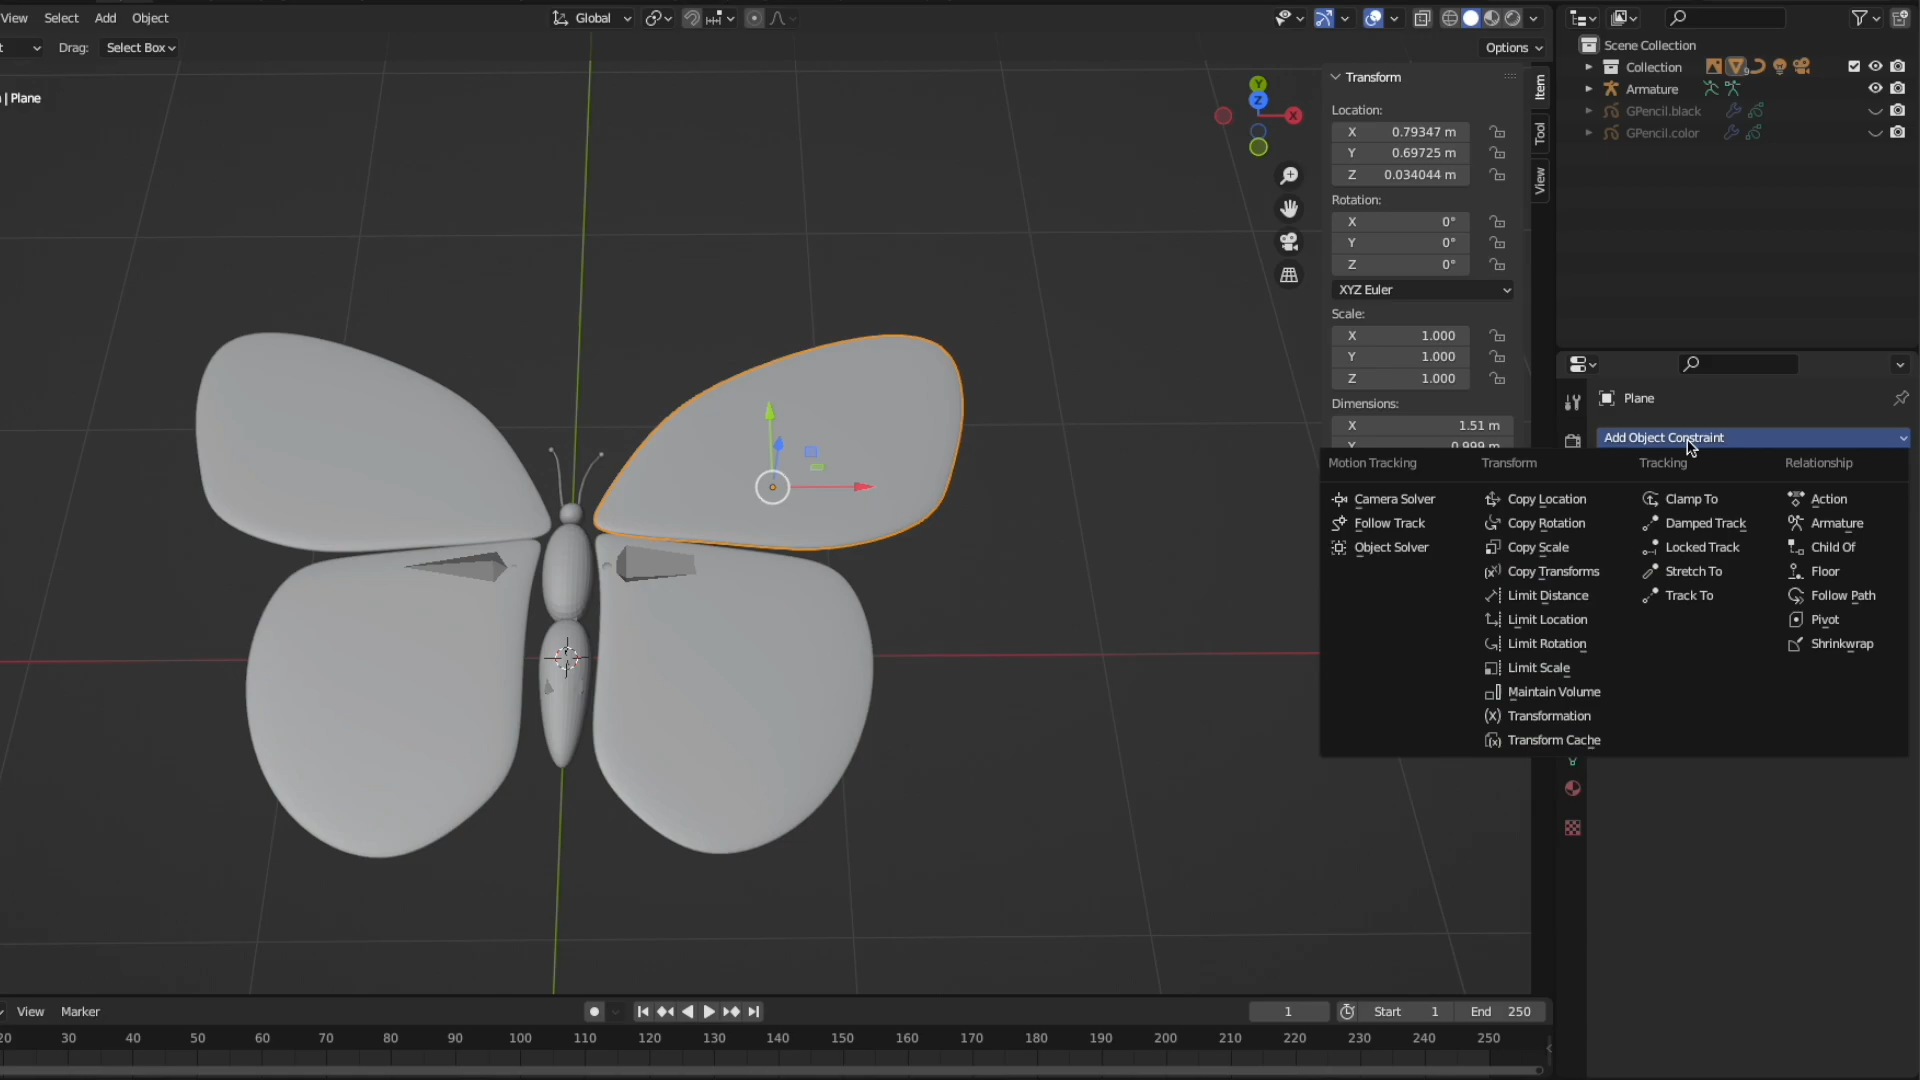 View Select Add Object
Global
Drag: Select Box
Options
| Plane
Y
Z
X
Transform
Location:
X 0.79347 m
Y 0.69725 m
Z 0.034044 m
Rotation:
X 0°
Y 0°
Z 0°
XYZ Euler
Scale:
X 1.000
Y 1.000
Z 1.000
Dimensions:
1.51 m
0.999 m
Item
Tool
View
Scene Collection
Collection 9
Armature
GPencil.black
GPencil.color
Plane
Add Object Constraint
Motion Tracking
Camera Solver
Follow Track
Object Solver
Transform
Copy Location
Copy Rotation
Copy Scale
Copy Transforms
Limit Distance
Limit Location
Limit Rotation
Limit Scale
Maintain Volume
Transformation
Transform Cache
Tracking
Clamp To
Damped Track
Locked Track
Stretch To
Track To
Relationship
Action
Armature
Child Of
Floor
Follow Path
Pivot
Shrinkwrap
View Marker
1 Start 1 End 250
20 30 40 50 60 70 80 90 100 110 120 130 140 150 160 170 180 190 200 210 220 230 240 250